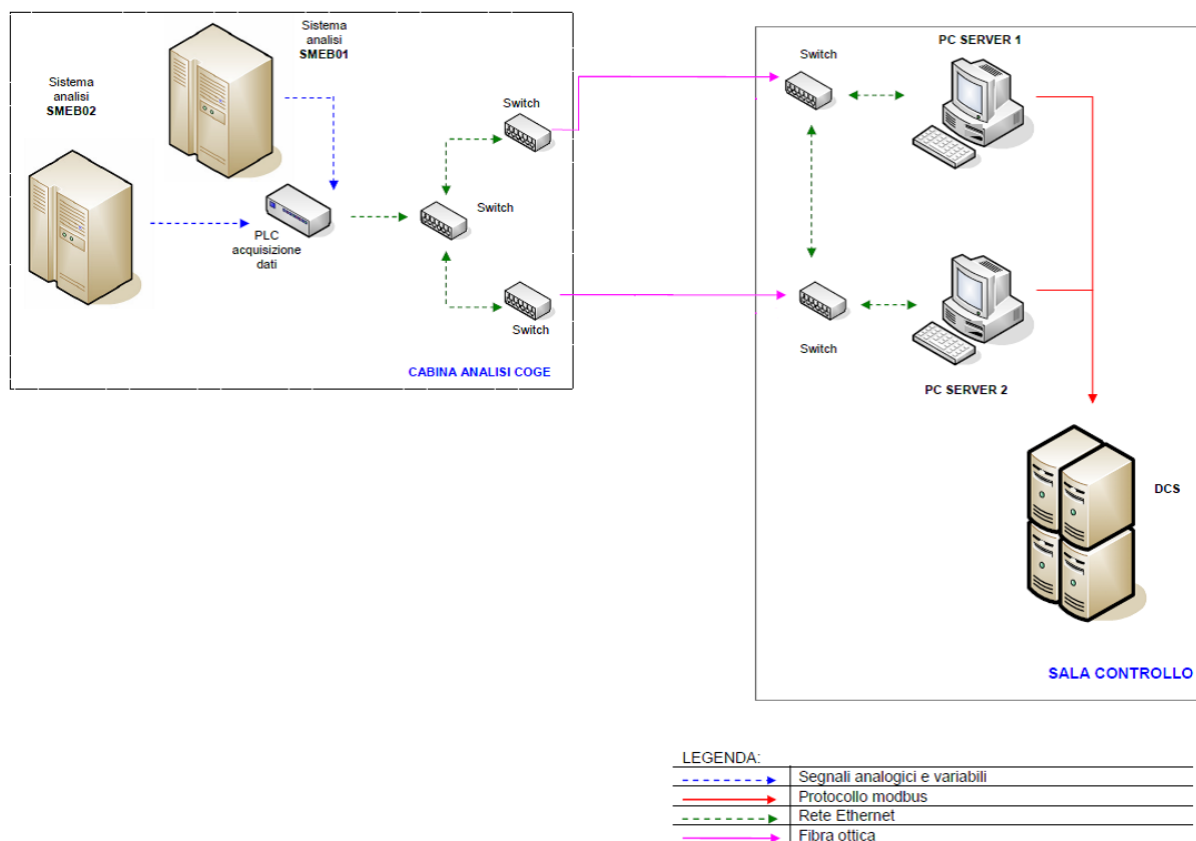 Sistema
analisi
SMEB01
Sistema
analisi
SMEB02
Switch
Switch
PLC
acquisizione
dati
Switch
CABINA ANALISI COGE
PC SERVER 1
Switch
Switch
PC SERVER 2
DCS
SALA CONTROLLO
LEGENDA:
Segnali analogici e variabili
Protocollo modbus
Rete Ethernet
Fibra ottica